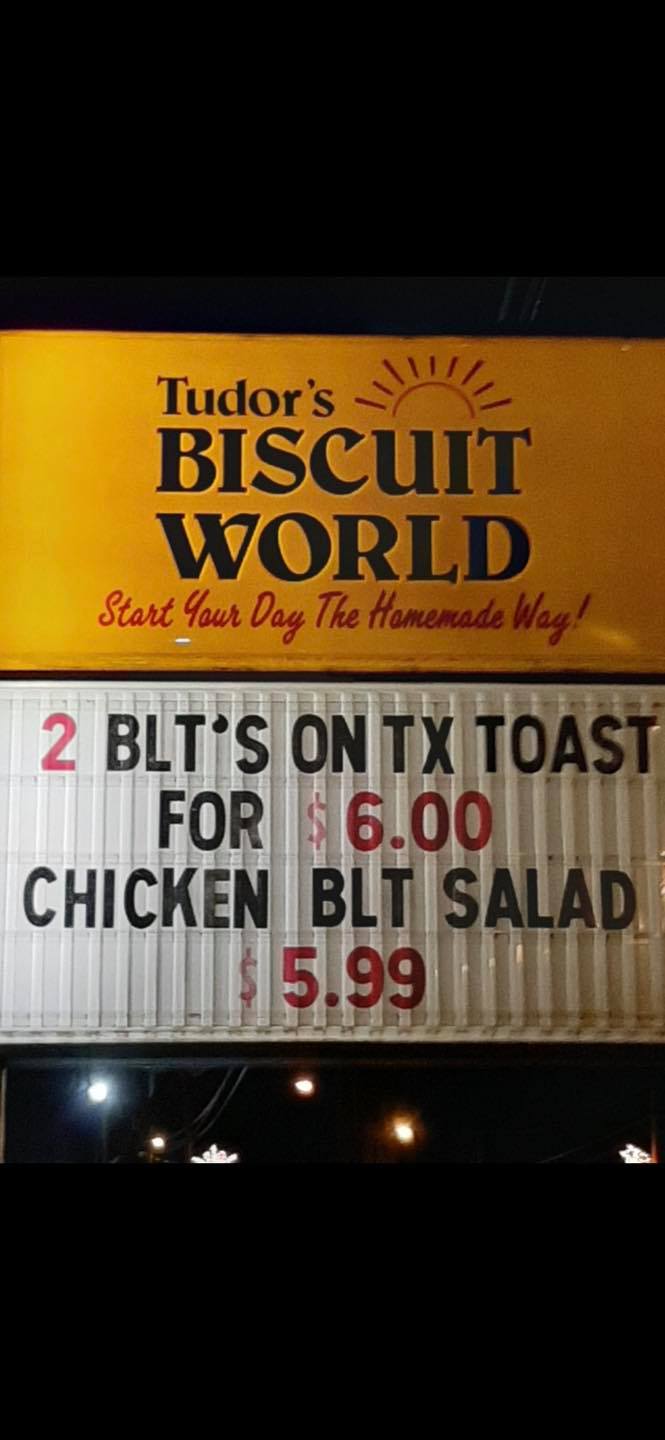 Tudor's
BISCUIT
WORLD
Start Your Day The Homemade Way!
2 BLT'S ON TX TOAST
FOR $6.00
CHICKEN BLT SALAD
$5.99